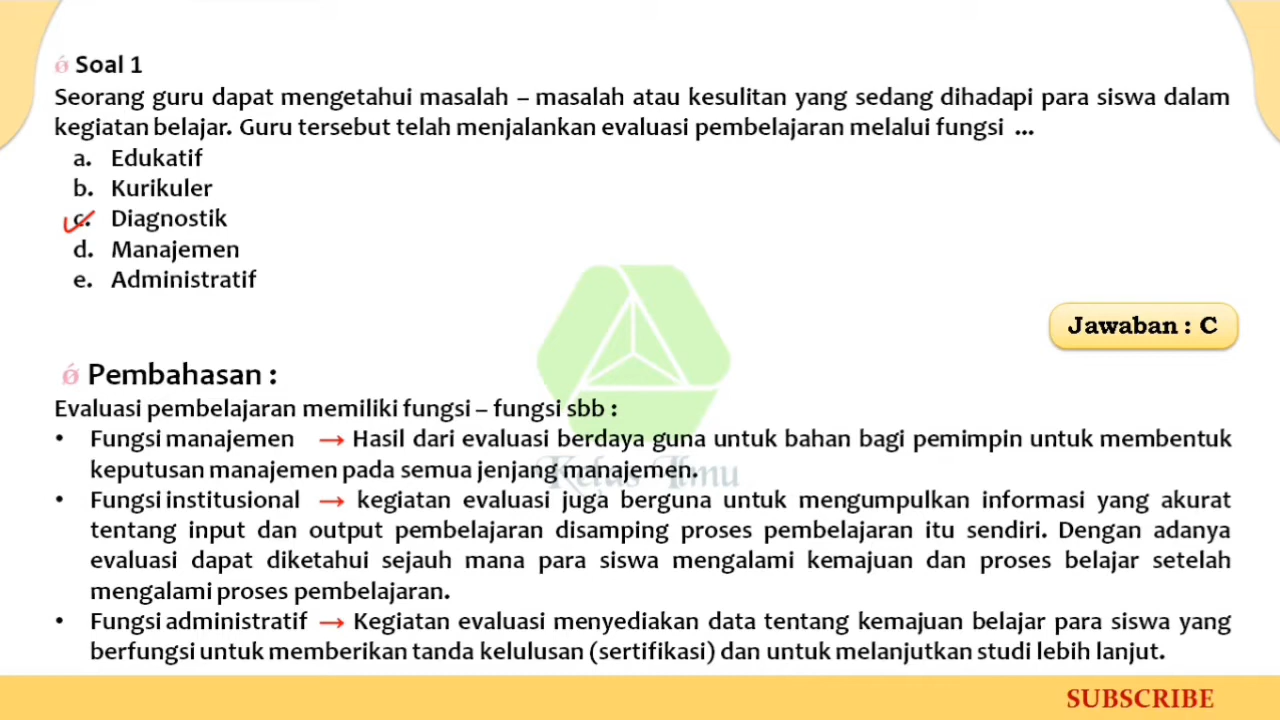 ő Soal 1
Seorang guru dapat mengetahui masalah – masalah atau kesulitan yang sedang dihadapi para siswa dalam
kegiatan belajar. Guru tersebut telah menjalankan evaluasi pembelajaran melalui fungsi ...
a. Edukatif
b. Kurikuler
c. Diagnostik
d. Manajemen
e. Administratif
Jawaban : C
ő Pembahasan :
Evaluasi pembelajaran memiliki fungsi – fungsi sbb :
• Fungsi manajemen → Hasil dari evaluasi berdaya guna untuk bahan bagi pemimpin untuk membentuk
keputusan manajemen pada semua jenjang manajemen.
Kelas Ilmu
• Fungsi institusional → kegiatan evaluasi juga berguna untuk mengumpulkan informasi yang akurat
tentang input dan output pembelajaran disamping proses pembelajaran itu sendiri. Dengan adanya
evaluasi dapat diketahui sejauh mana para siswa mengalami kemajuan dan proses belajar setelah
mengalami proses pembelajaran.
• Fungsi administratif → Kegiatan evaluasi menyediakan data tentang kemajuan belajar para siswa yang
berfungsi untuk memberikan tanda kelulusan (sertifikasi) dan untuk melanjutkan studi lebih lanjut.
SUBSCRIBE